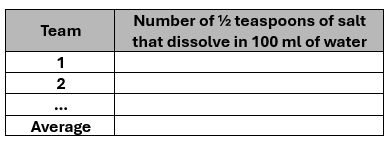 Team
Number of ½ teaspoons of salt
that dissolve in 100 ml of water
1
2
...
Average